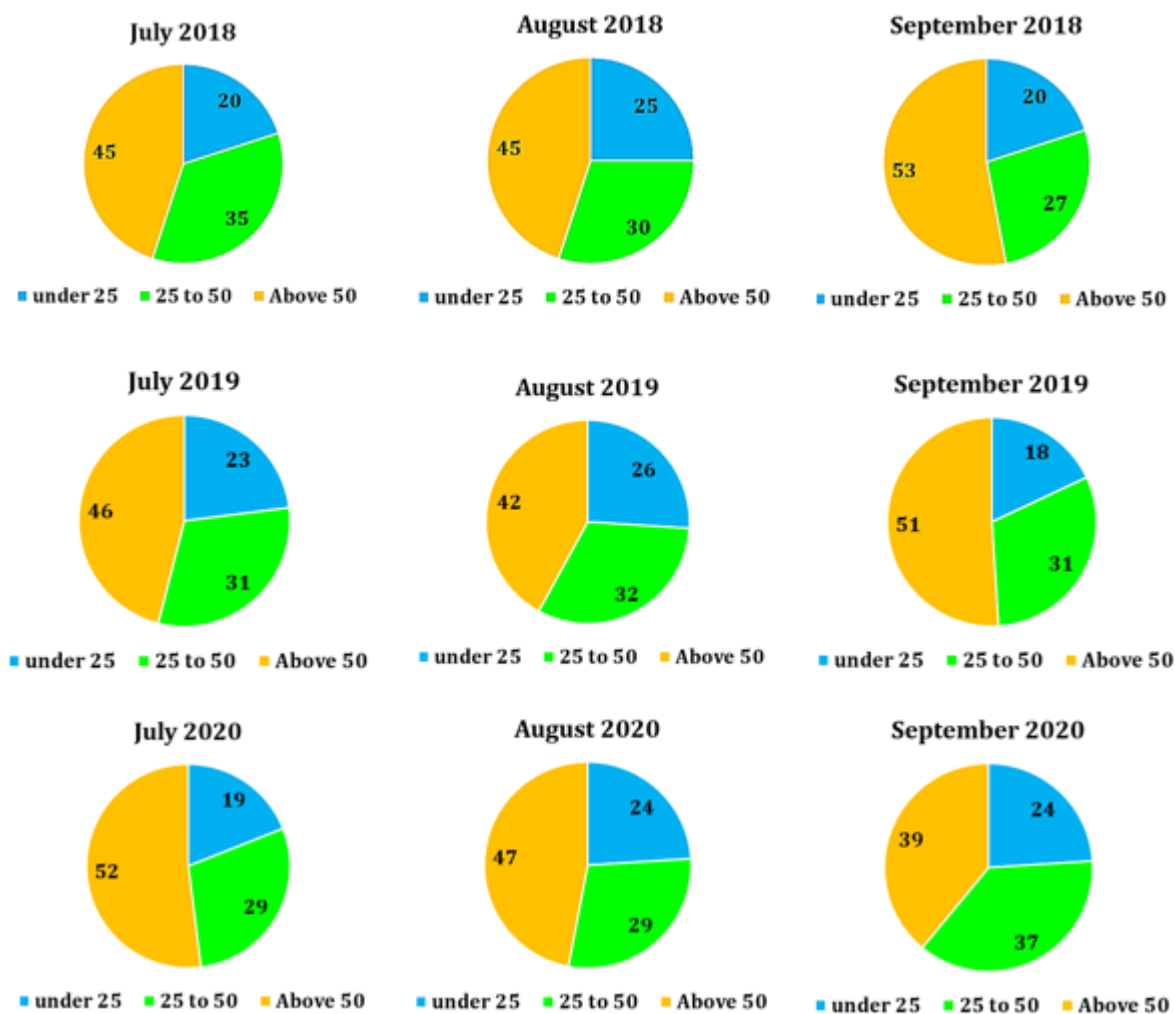 July 2018
20
45
35
under 25 25 to 50 Above 50
August 2018
25
45
30
under 25 25 to 50 Above 50
September 2018
20
53
27
under 25 25 to 50 Above 50
July 2019
23
46
31
under 25 25 to 50 Above 50
August 2019
26
42
32
under 25 25 to 50 Above 50
September 2019
18
51
31
under 25 25 to 50 Above 50
July 2020
19
52
29
under 25 25 to 50 Above 50
August 2020
24
47
29
under 25 25 to 50 Above 50
September 2020
24
39
37
under 25 25 to 50 Above 50